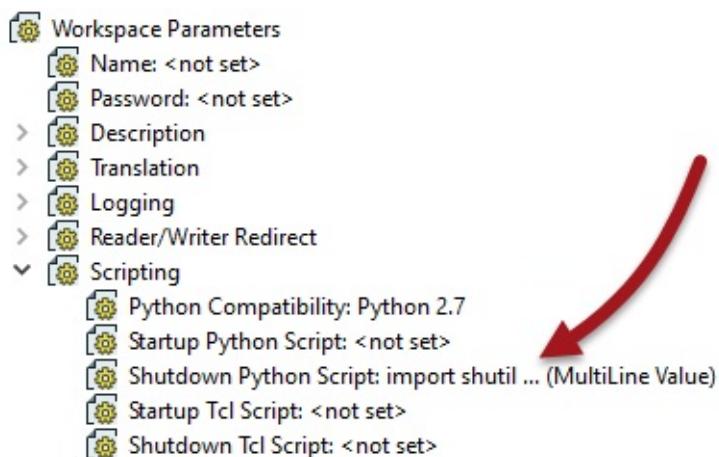 Workspace Parameters
Name: <not set>
Password: <not set>
Description
Translation
Logging
Reader/Writer Redirect
Scripting
Python Compatibility: Python 2.7
Startup Python Script: <not set>
Shutdown Python Script: import shutil ... (MultiLine Value)
Startup Tcl Script: <not set>
Shutdown Tcl Script: <not set>